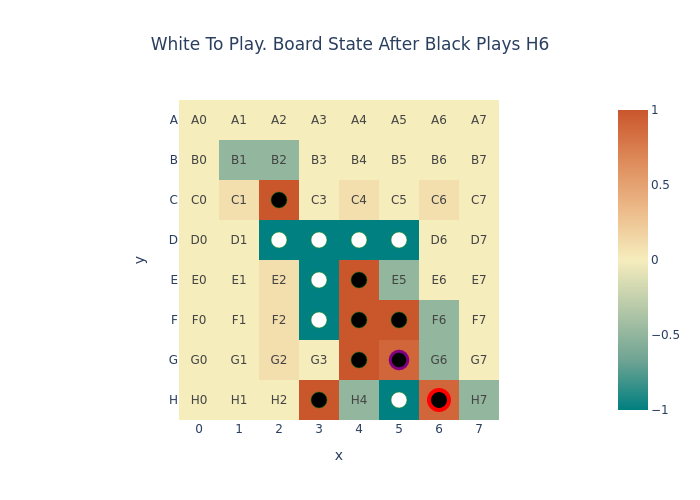 White To Play. Board State After Black Plays H6
A A0 A1 A2 A3 A4 A5 A6 A7
B B0 B1 B2 B3 B4 B5 B6 B7
C C0 C1 C3 C4 C5 C6 C7
D D0 D1 D6 D7
E E0 E1 E2 E5 E6 E7
F F0 F1 F2 F6 F7
G G0 G1 G2 G3 G6 G7
H H0 H1 H2 H4 H7
0 1 2 3 4 5 6 7
x
y
1
0.5
0
−0.5
−1